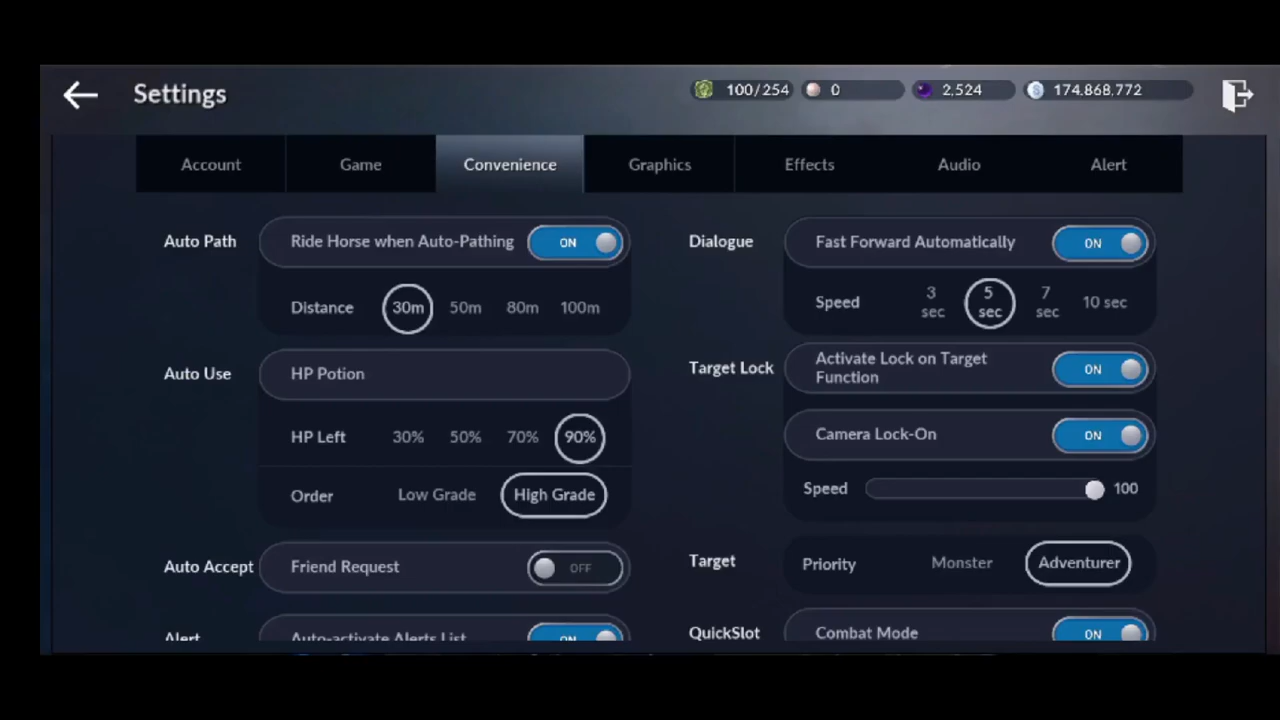 Settings
100/254
0
2,524
174.868.772
Account
Game
Convenience
Graphics
Effects
Audio
Alert
Auto Path
Ride Horse when Auto-Pathing
ON
Distance
30m
50m
80m
100m
Auto Use
HP Potion
HP Left
30%
50%
70%
90%
Order
Low Grade
High Grade
Auto Accept
Friend Request
OFF
Alert
Auto-activate Alerts List
ON
Dialogue
Fast Forward Automatically
ON
Speed
3
sec
5
sec
7
sec
10 sec
Target Lock
Activate Lock on Target
Function
ON
Camera Lock-On
ON
Speed
100
Target
Priority
Monster
Adventurer
QuickSlot
Combat Mode
ON